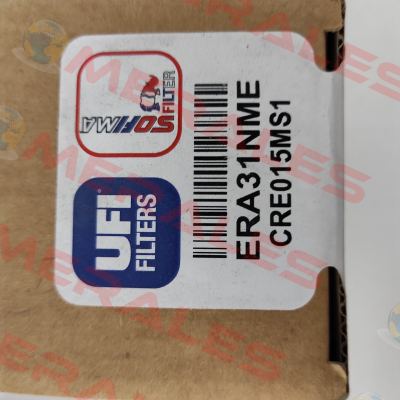 SOFIMA
FILTER
UFI
FILTERS
ERA31NME
CRE015MS1
MERALES